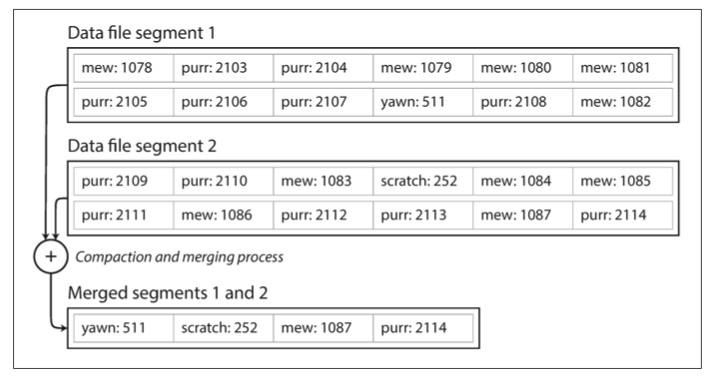 Data file segment 1
mew: 1078 purr: 2103 purr: 2104 mew: 1079 mew: 1080 mew: 1081
purr: 2105 purr: 2106 purr: 2107 yawn: 511 purr: 2108 mew: 1082
Data file segment 2
purr: 2109 purr: 2110 mew: 1083 scratch: 252 mew: 1084 mew: 1085
purr: 2111 mew: 1086 purr: 2112 purr: 2113 mew: 1087 purr: 2114
+ Compaction and merging process
Merged segments 1 and 2
yawn: 511 scratch: 252 mew: 1087 purr: 2114